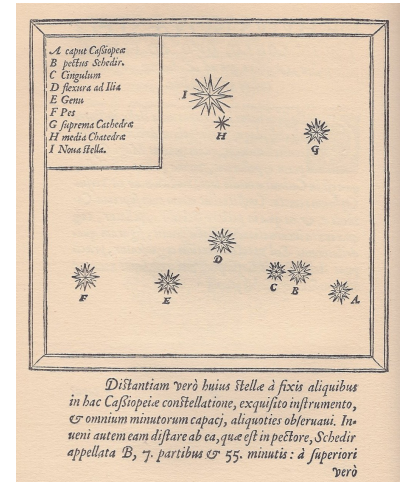 A caput Caſsiopeæ
B pectus Schedir.
C Cingulum
D flexura ad Ilia
E Genu
F Pes
G ſuprema Cathedræ
H media Chatedræ
I Noua ſtella.
I
H
G
D
C B
F E A
Diſtantiam verò huius ſtellæ à fixis aliquibus
in hac Caſsiopeiæ conſtellatione, exquiſito inſtrumento,
& omnium minutorum capacj, aliquoties obſeruaui. In-
ueni autem eam diſtare ab ea, quæ eſt in pectore, Schedir
appellata B, 7. partibus & 55. minutis : à ſuperiori
verò